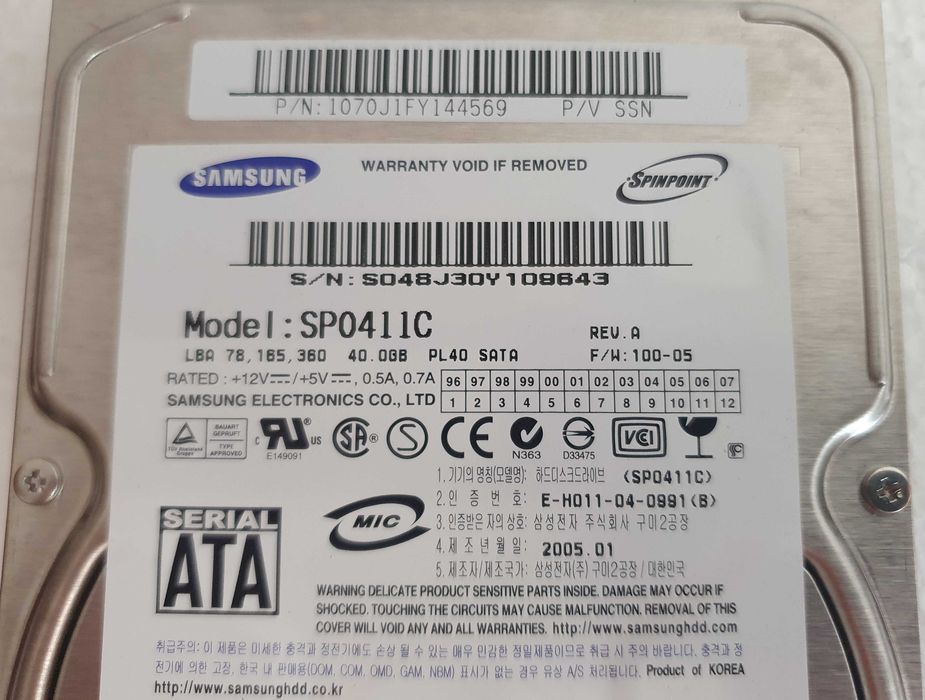 P/N:1070J1FY144569 P/V SSN
SAMSUNG WARRANTY VOID IF REMOVED SPINPOINT
S/N: S048J30Y109643
Model:SP0411C REV.A
LBA 78,165,360 40.0GB PL40 SATA F/W:100-05
RATED : +12V⎓/+5V⎓, 0.5A, 0.7A 96 97 98 99 00 01 02 03 04 05 06 07
SAMSUNG ELECTRONICS CO., LTD 1 2 3 4 5 6 7 8 9 10 11 12
TÜV BAUART GEPRUFT TYPE APPROVED c RU ® US E149091 SA ® S CE N363 D33475 VCI
1. 기기의 명칭(모델명): 하드디스크드라이브 (SP0411C)
2. 인 증 번 호: E-H011-04-0991(B)
3. 인증받은 자의 상호: 삼성전자 주식회사 구미2공장
4. 제 조 년 월 일: 2005.01
5. 제조자/제조국가: 삼성전자(주) 구미2공장 / 대한민국
SERIAL ATA MIC
WARNING DELICATE PRODUCT SENSITIVE PARTS INSIDE. DAMAGE MAY OCCUR IF
SHOCKED. TOUCHING THE CIRCUITS MAY CAUSE MALFUNCTION. REMOVAL OF THIS
COVER WILL VOID ANY AND ALL WARRANTIES. http://www.samsunghdd.com
취급주의: 이 제품은 미세한 충격과 정전기에도 손상 될 수 있는 매우 민감한 정밀제품이므로 취급 시 주의 바랍니다. 충격과 정
전기에 의한 고장, 한국 내 판매용(DOM, COM, OMD, GAM, NBM) 표시가 없는 경우 유상 A/S 처리됩니다. Product of KOREA
http://www.samsunghdd.co.kr